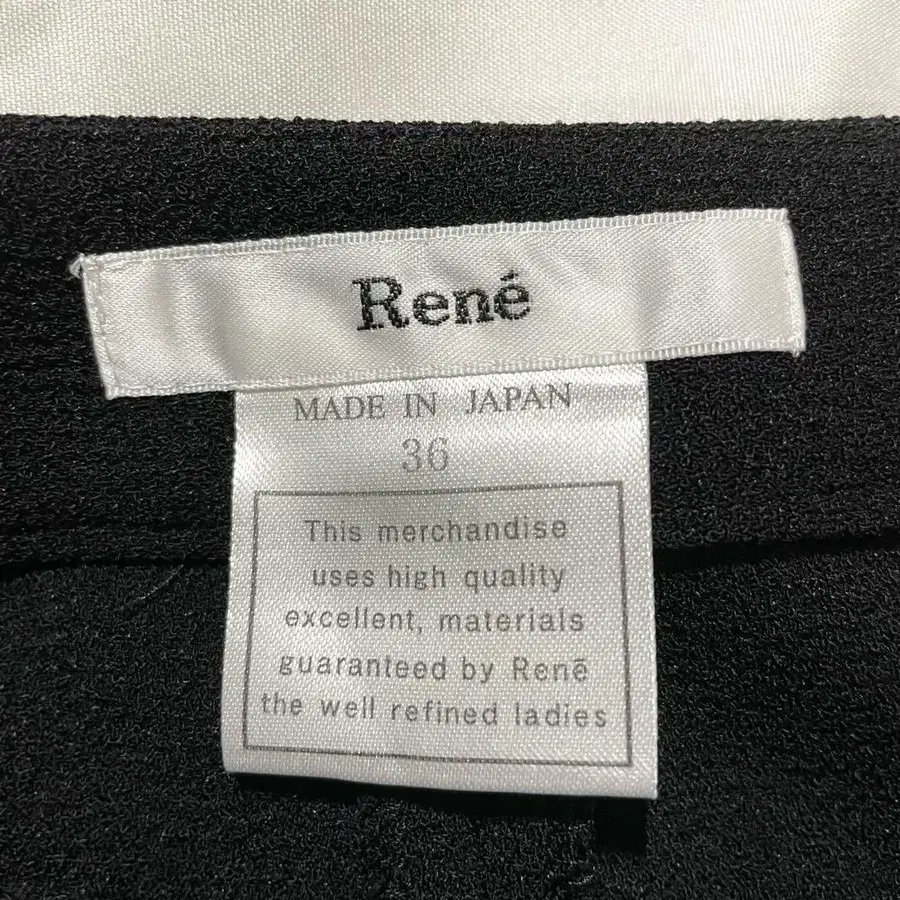 René
MADE IN JAPAN
36
This merchandise
uses high quality
excellent, materials
guaranteed by Renē
the well refined ladies